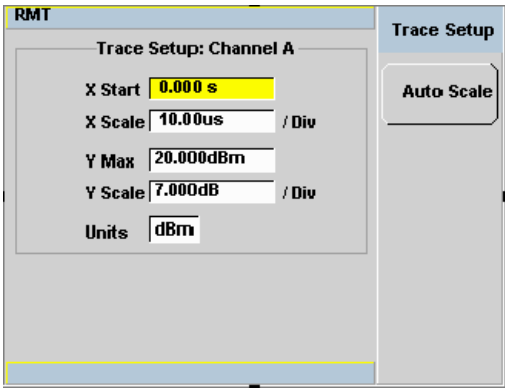 RMT
Trace Setup
Trace Setup: Channel A
Auto Scale
X Start 0.000 s
X Scale 10.00us / Div
Y Max 20.000dBm
Y Scale 7.000dB / Div
Units dBm